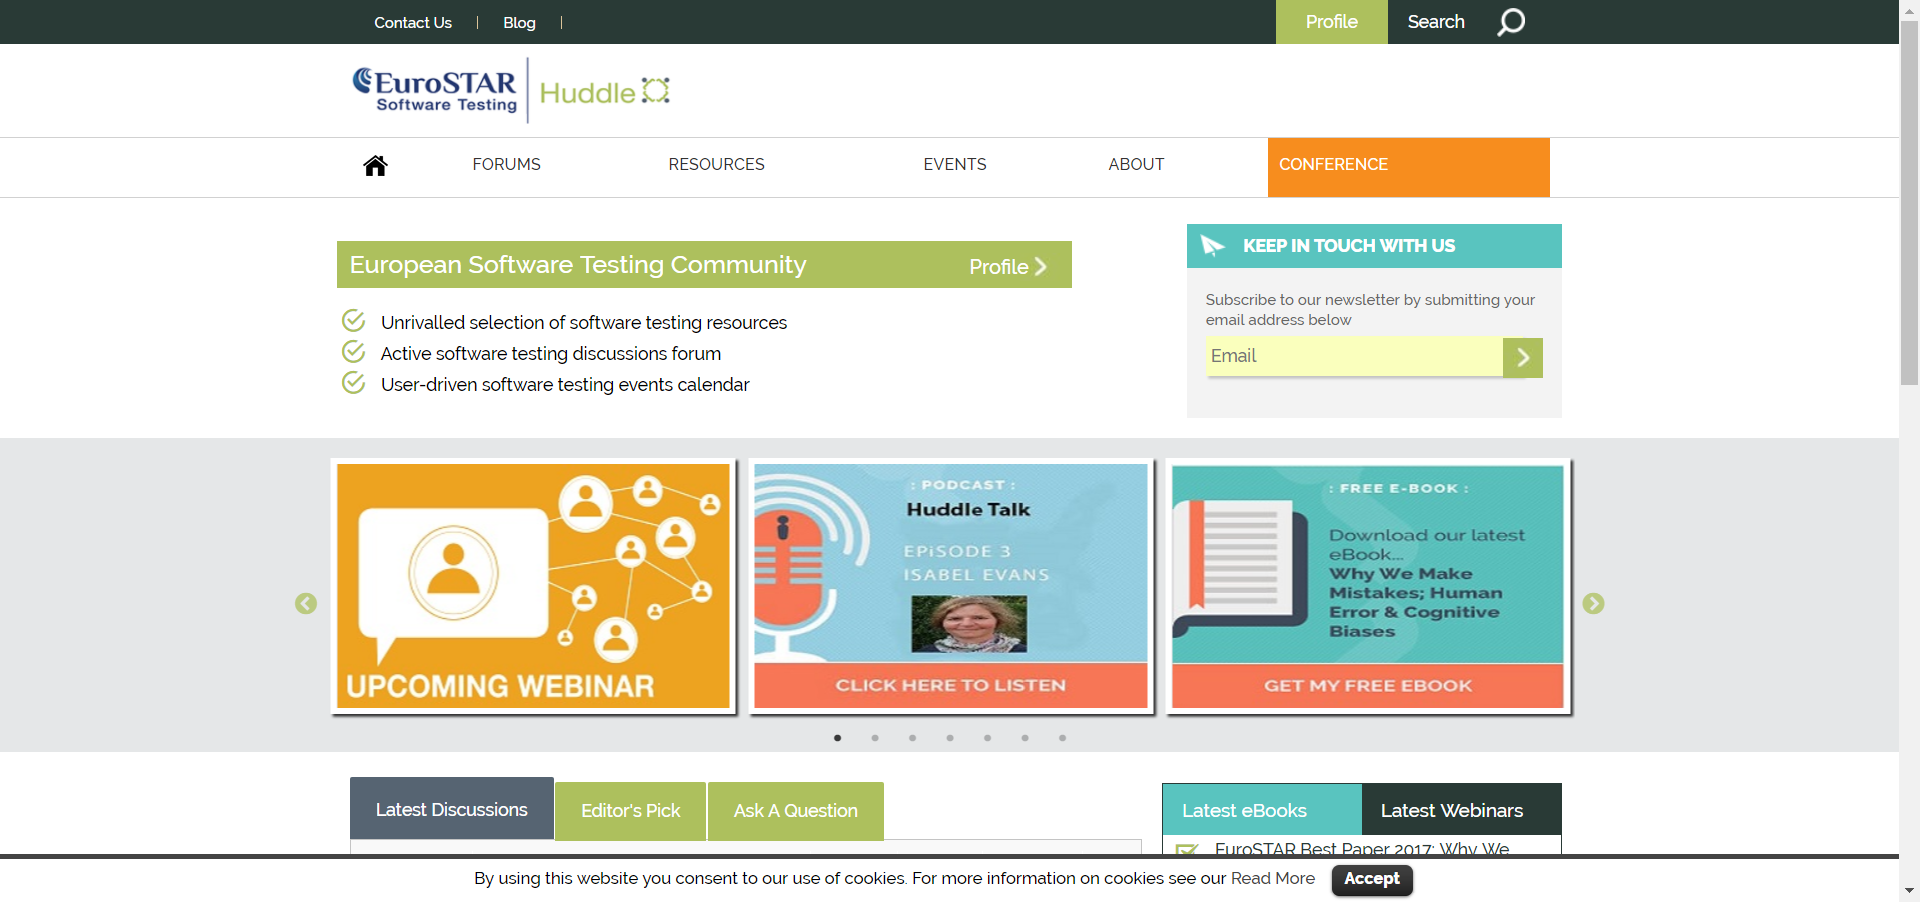 Contact Us | Blog |
Profile Search
EuroSTAR
Software Testing
Huddle
FORUMS RESOURCES EVENTS ABOUT CONFERENCE
European Software Testing Community Profile
Unrivalled selection of software testing resources
Active software testing discussions forum
User-driven software testing events calendar
KEEP IN TOUCH WITH US
Subscribe to our newsletter by submitting your
email address below
Email
UPCOMING WEBINAR
: PODCAST :
Huddle Talk
EPiSODE 3
ISABEL EVANS
CLICK HERE TO LISTEN
: FREE E-BOOK :
Download our latest
eBook...
Why We Make
Mistakes; Human
Error & Cognitive
Biases
GET MY FREE EBOOK
Latest Discussions Editor's Pick Ask A Question
Latest eBooks Latest Webinars
EuroSTAR Best Paper 2017: Why We
By using this website you consent to our use of cookies. For more information on cookies see our Read More Accept